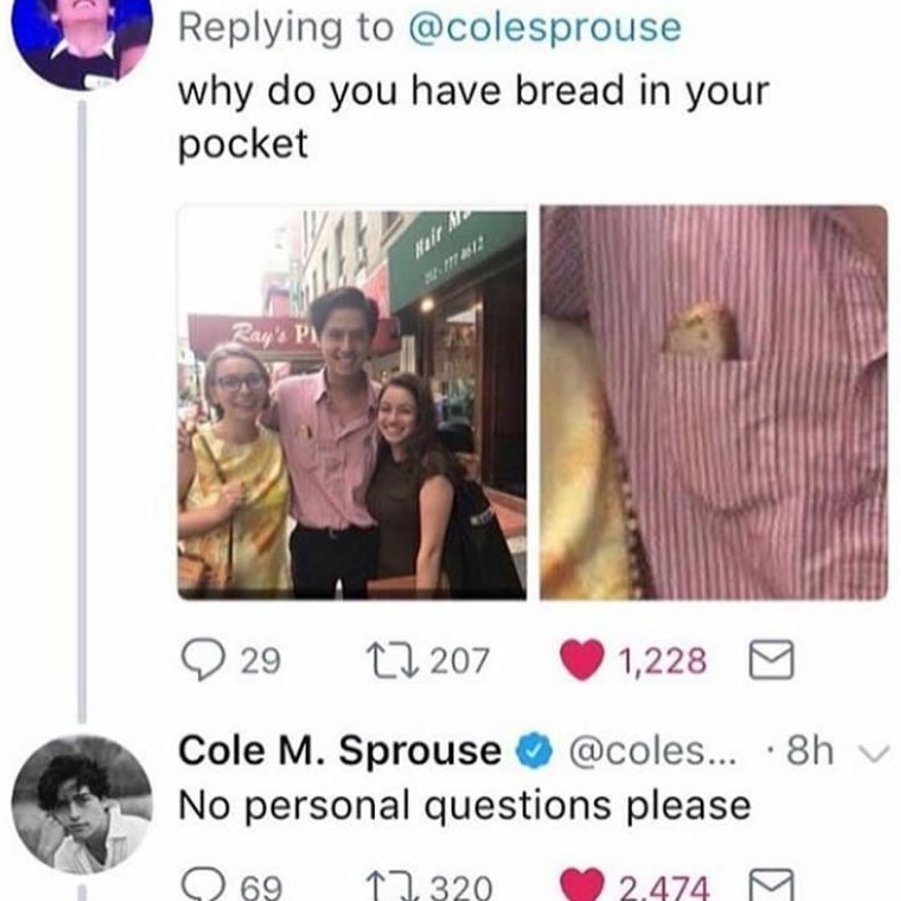 Replying to @colesprouse
why do you have bread in your
pocket
Hair M
Ray's P
29 207 1,228
Cole M. Sprouse @coles... · 8h
No personal questions please
69 320 2,474